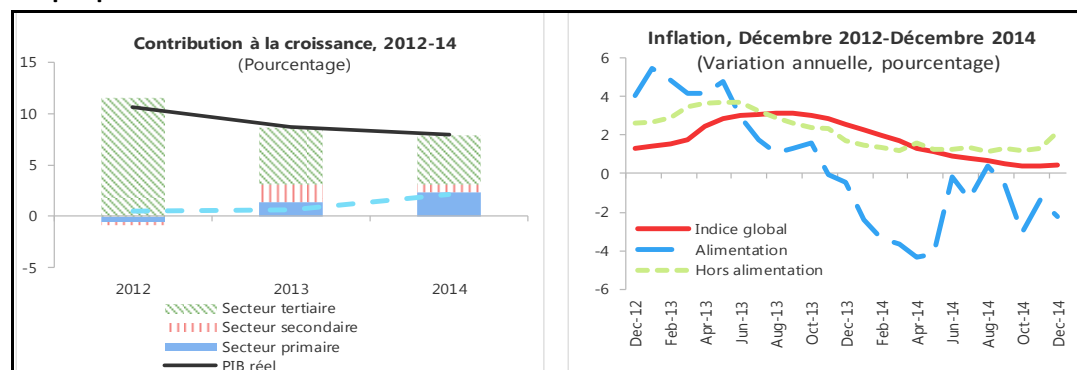 Contribution à la croissance, 2012-14
(Pourcentage)
15
10
5
0
-5
2012
2013
2014
Secteur tertiaire
Secteur secondaire
Secteur primaire
PIB réel
Inflation, Décembre 2012-Décembre 2014
(Variation annuelle, pourcentage)
6
4
2
0
-2
-4
-6
Indice global
Alimentation
Hors alimentation
Dec-12
Feb-13
Apr-13
Jun-13
Aug-13
Oct-13
Dec-13
Feb-14
Apr-14
Jun-14
Aug-14
Oct-14
Dec-14